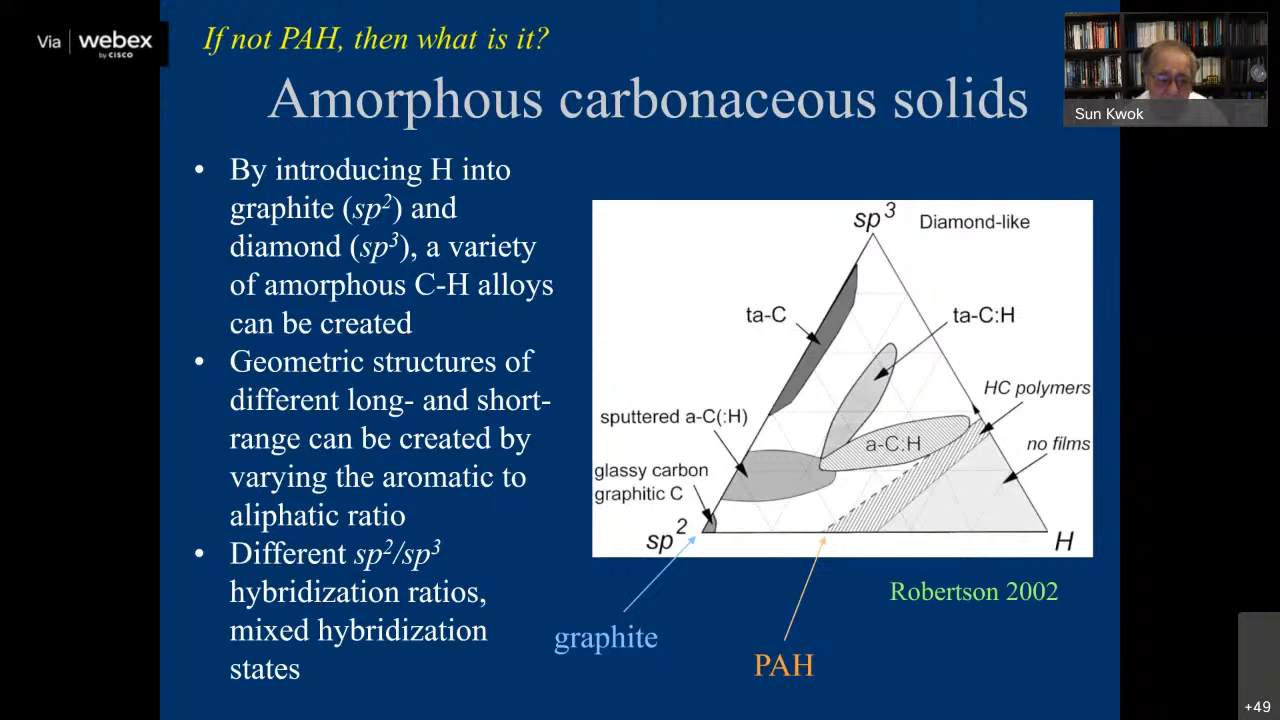 Via webex
by CISCO
If not PAH, then what is it?
Amorphous carbonaceous solids
Sun Kwok
• By introducing H into
graphite (sp²) and
diamond (sp³), a variety
of amorphous C-H alloys
can be created
• Geometric structures of
different long- and short-
range can be created by
varying the aromatic to
aliphatic ratio
• Different sp²/sp³
hybridization ratios,
mixed hybridization
states
sp³ Diamond-like
ta-C
ta-C:H
HC polymers
sputtered a-C(:H)
a-C:H
no films
glassy carbon
graphitic C
sp²
H
Robertson 2002
graphite
PAH
+49